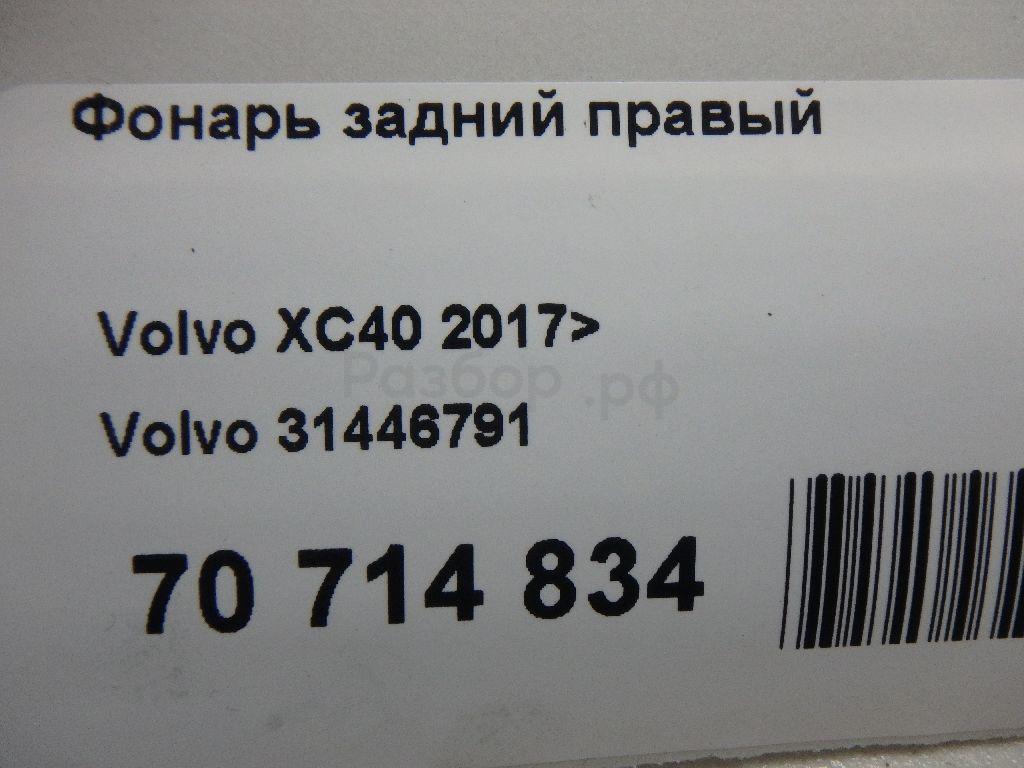 Фонарь задний правый
Volvo XC40 2017>
Разбор.рф
Volvo 31446791
70 714 834